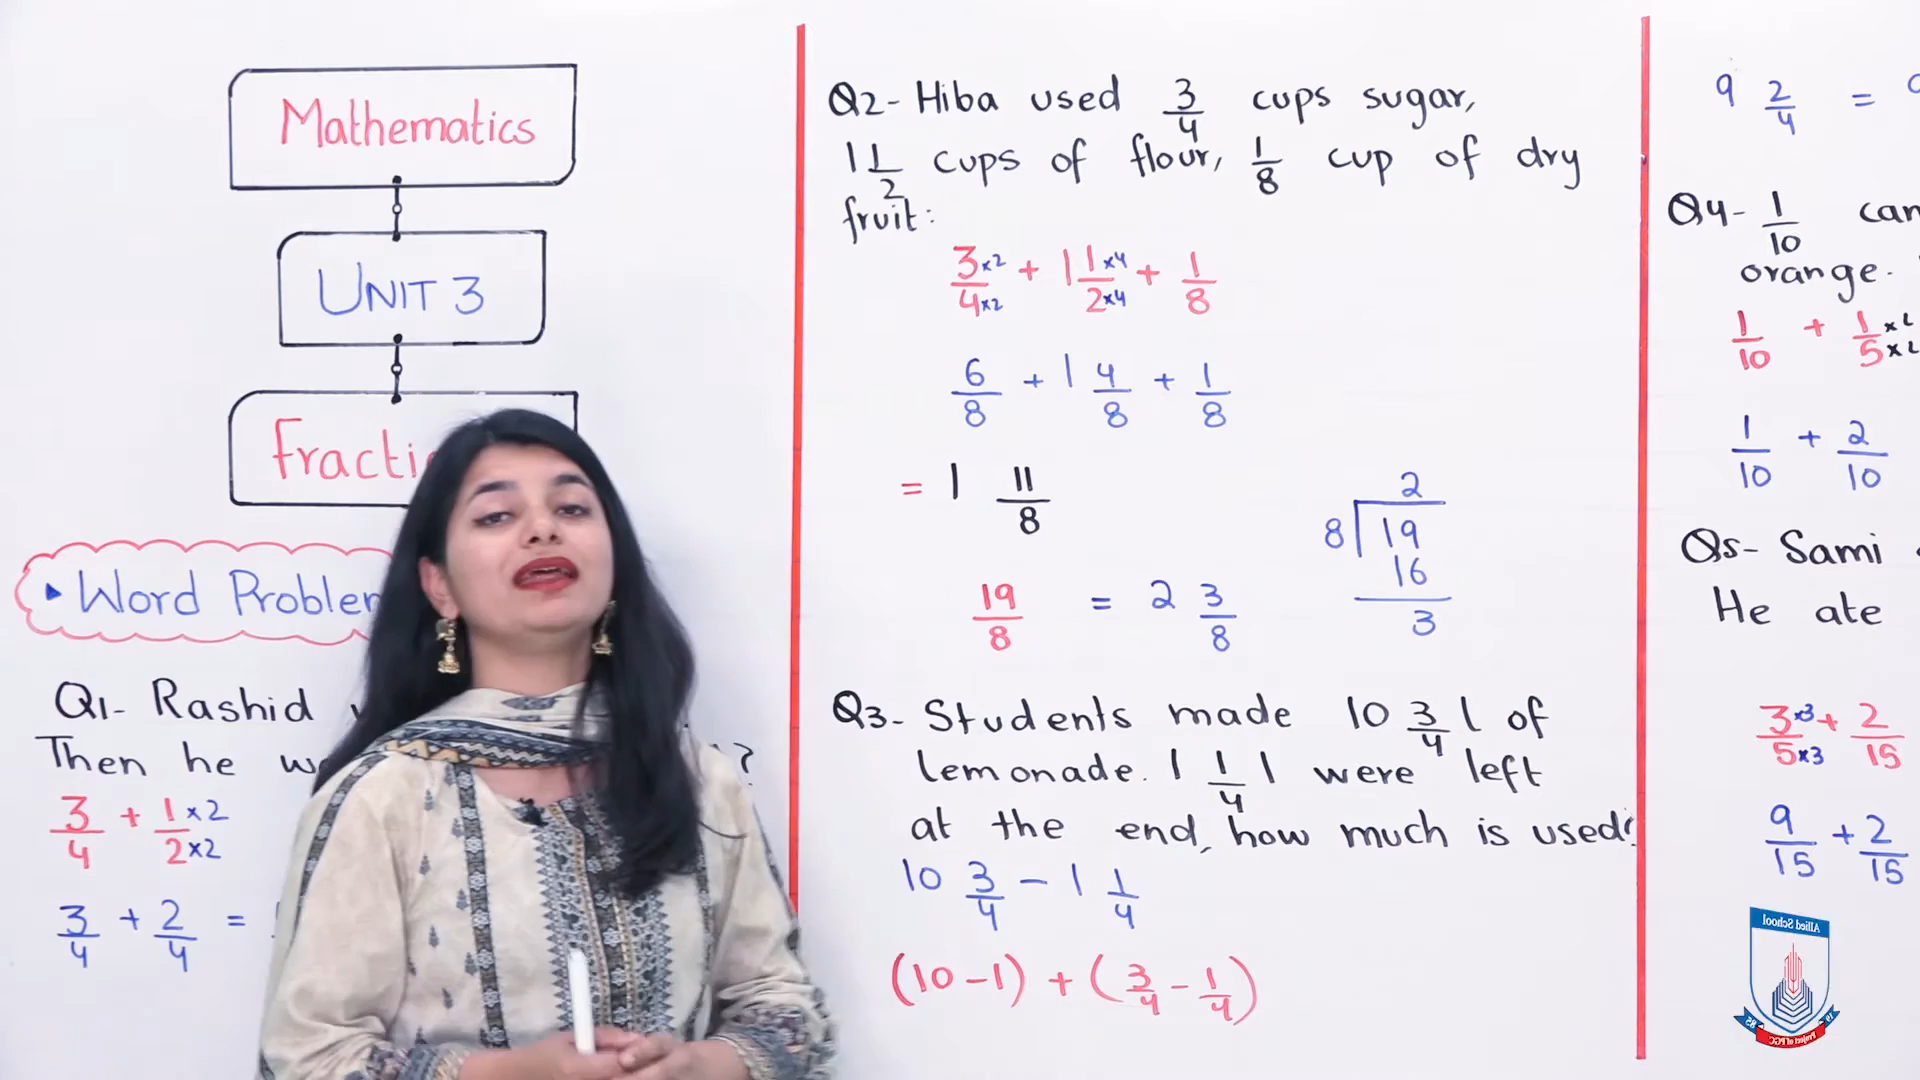 Mathematics
UNIT 3
Word
Q1- Rashid
Then he
3/4 + 1×2/2×2
3/4 + 2/4 =
Q2- Hiba used 3/4 cups sugar,
1 1/2 cups of flour, 1/8 cup of dry
fruit:
3×2/4×2 + 1 1×4/2×4 + 1/8
6/8 + 1 4/8 + 1/8
= 1 11/8
2
8 19
16
3
19/8 = 2 3/8
Q3- Students made 10 3/4 l of
lemonade. 1 1/4 l were left
at the end, how much is used?
10 3/4 - 1 1/4
(10-1) + (3/4 - 1/4)
9 2/4 =
Q4- 1/10
orange.
1/10 + 1×2/5×2
1/10 + 2/10
Q5- Sami
He ate
3×3/5×3 + 2/15
9/15 + 2/15
Allied School
Project of PGC